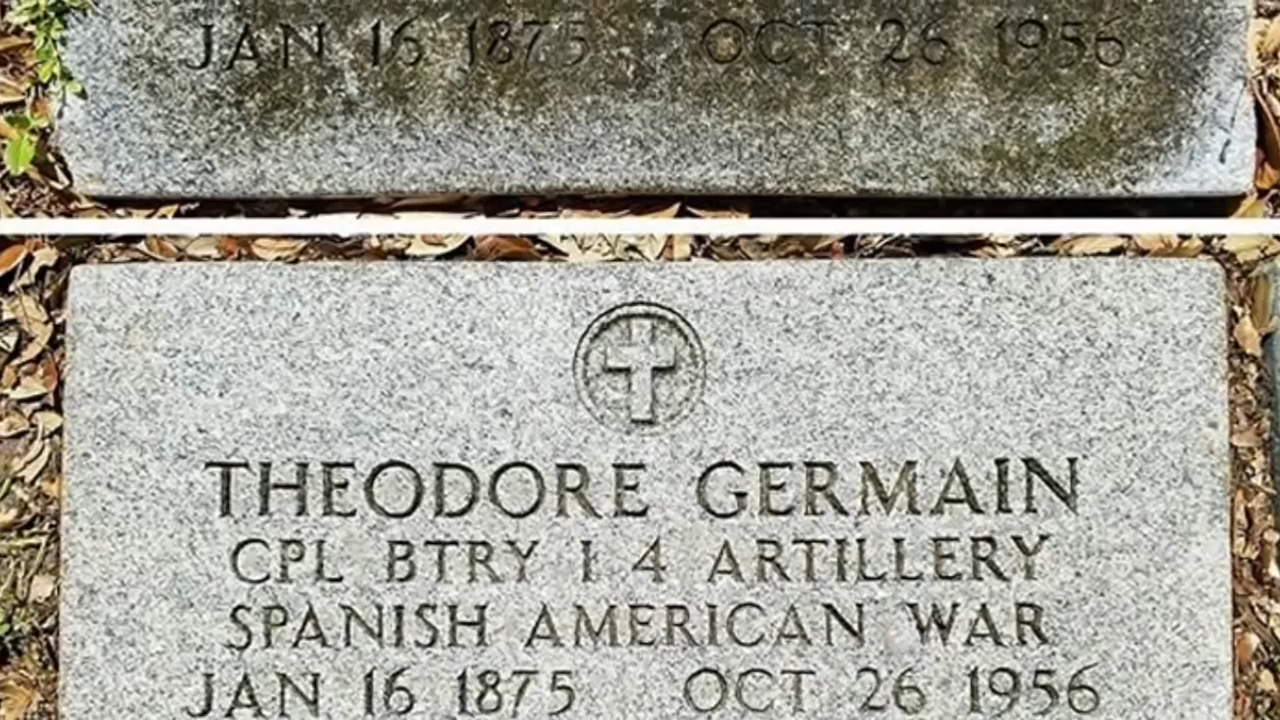 JAN 16 1875 OCT 26 1956
THEODORE GERMAIN
CPL BTRY I 4 ARTILLERY
SPANISH AMERICAN WAR
JAN 16 1875 OCT 26 1956